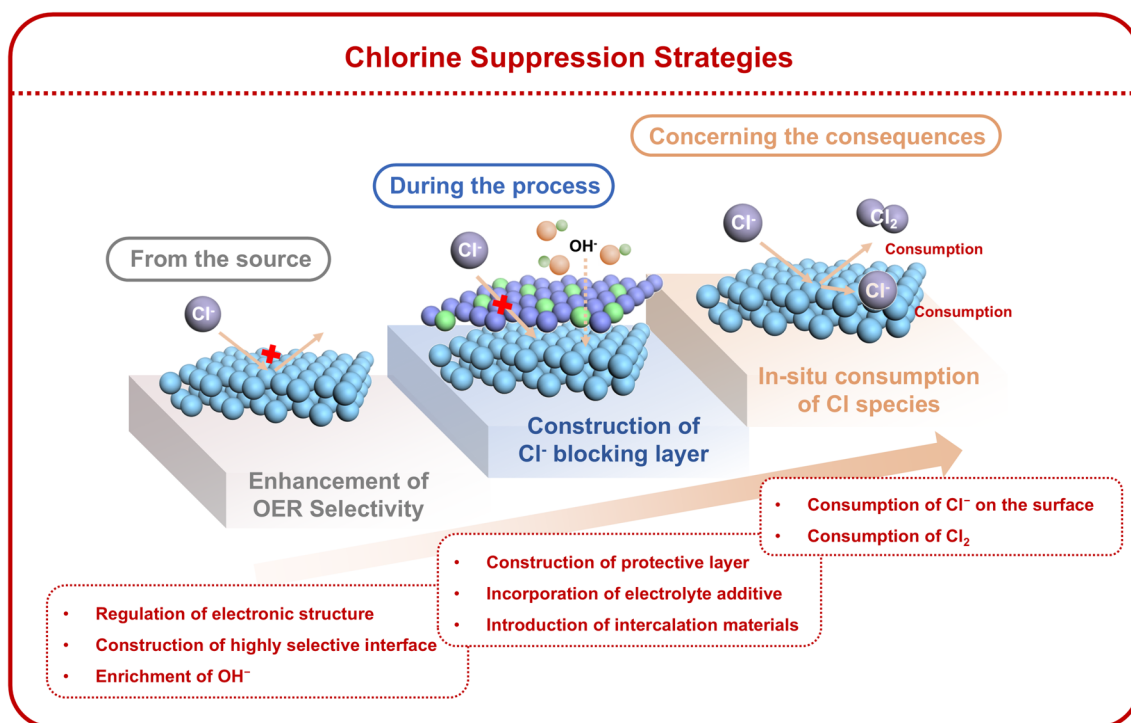 Chlorine Suppression Strategies
From the source
Cl⁻
Enhancement of
OER Selectivity
• Regulation of electronic structure
• Construction of highly selective interface
• Enrichment of OH⁻
During the process
Cl⁻
OH⁻
Construction of
Cl⁻ blocking layer
• Construction of protective layer
• Incorporation of electrolyte additive
• Introduction of intercalation materials
Concerning the consequences
Cl⁻
Cl₂
Consumption
Cl⁻
Consumption
In-situ consumption
of Cl species
• Consumption of Cl⁻ on the surface
• Consumption of Cl₂